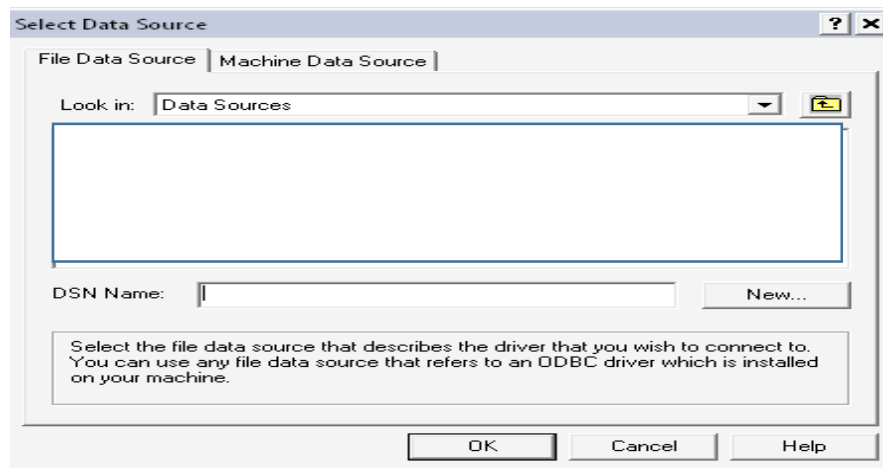 Select Data Source
File Data Source
Machine Data Source
Look in:
Data Sources
DSN Name:
New...
Select the file data source that describes the driver that you wish to connect to.
You can use any file data source that refers to an ODBC driver which is installed
on your machine.
OK
Cancel
Help